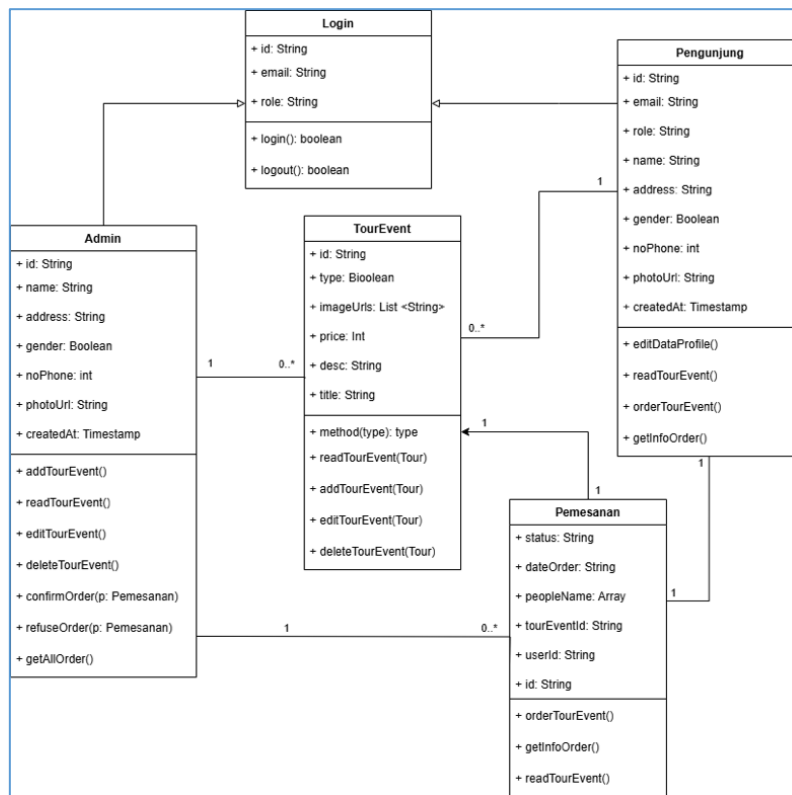 Login
+ id: String
+ email: String
+ role: String
+ login(): boolean
+ logout(): boolean
Pengunjung
+ id: String
+ email: String
+ role: String
+ name: String
+ address: String
+ gender: Boolean
+ noPhone: int
+ photoUrl: String
+ createdAt: Timestamp
+ editDataProfile()
+ readTourEvent()
+ orderTourEvent()
+ getInfoOrder()
Admin
+ id: String
+ name: String
+ address: String
+ gender: Boolean
+ noPhone: int
+ photoUrl: String
+ createdAt: Timestamp
+ addTourEvent()
+ readTourEvent()
+ editTourEvent()
+ deleteTourEvent()
+ confirmOrder(p: Pemesanan)
+ refuseOrder(p: Pemesanan)
+ getAllOrder()
TourEvent
+ id: String
+ type: Bioolean
+ imageUrls: List <String>
+ price: Int
+ desc: String
+ title: String
+ method(type): type
+ readTourEvent(Tour)
+ addTourEvent(Tour)
+ editTourEvent(Tour)
+ deleteTourEvent(Tour)
Pemesanan
+ status: String
+ dateOrder: String
+ peopleName: Array
+ tourEventId: String
+ userId: String
+ id: String
+ orderTourEvent()
+ getInfoOrder()
+ readTourEvent()
1
0..*
1
0..*
1
1
1
1
1
0..*